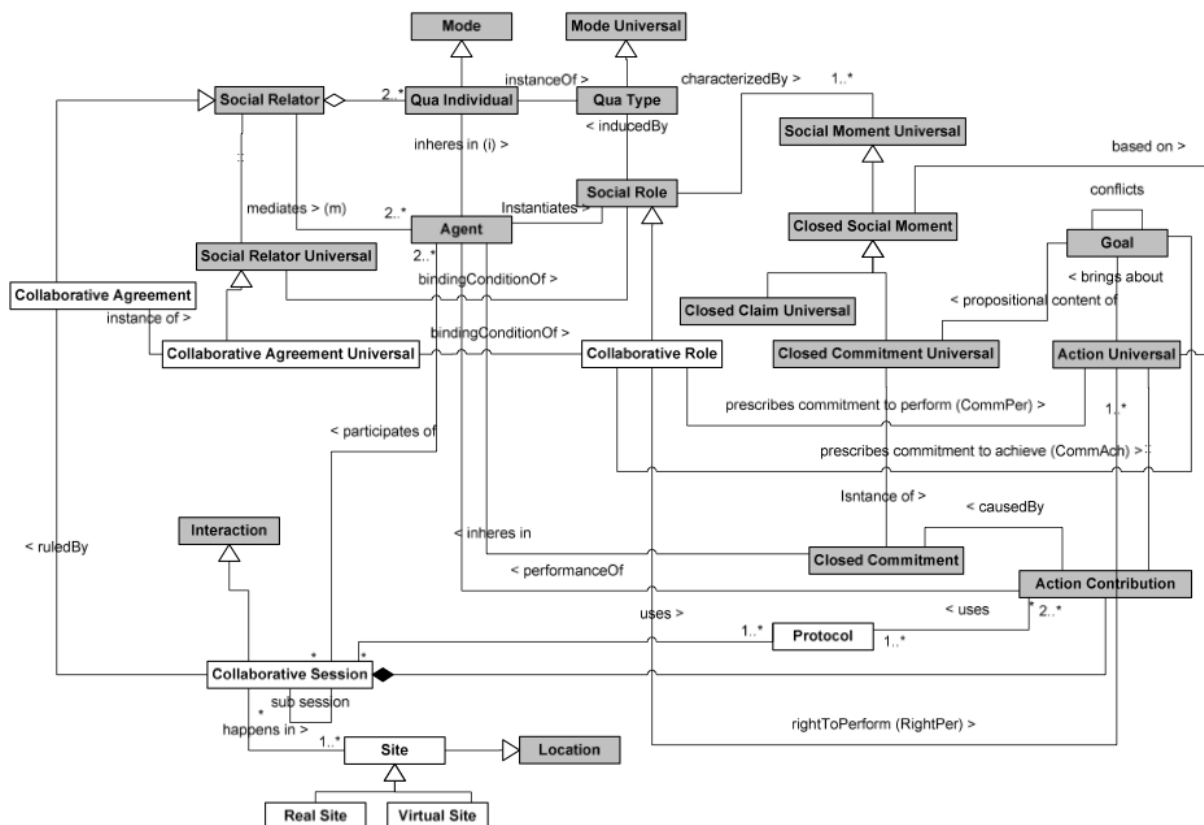 Mode
Mode Universal
instanceOf >
characterizedBy >
1..*
2..*
Social Relator
Qua Individual
Qua Type
< inducedBy
Social Moment Universal
inheres in (i) >
based on >
::
Social Role
conflicts
mediates > (m)
2..*
Instantiates >
Agent
Closed Social Moment
Goal
2..*
Social Relator Universal
< brings about
bindingConditionOf >
Collaborative Agreement
< propositional content of
Closed Claim Universal
instance of >
bindingConditionOf >
Collaborative Agreement Universal
Collaborative Role
Closed Commitment Universal
Action Universal
prescribes commitment to perform (CommPer) >
1..*
< participates of
prescribes commitment to achieve (CommAch) >
::
Isntance of >
Interaction
< causedBy
< inheres in
< ruledBy
Closed Commitment
< performanceOf
Action Contribution
uses >
< uses
*
2..*
1..*
Protocol
1..*
*
*
Collaborative Session
sub session
*
happens in >
rightToPerform (RightPer) >
1..*
Site
Location
Real Site
Virtual Site